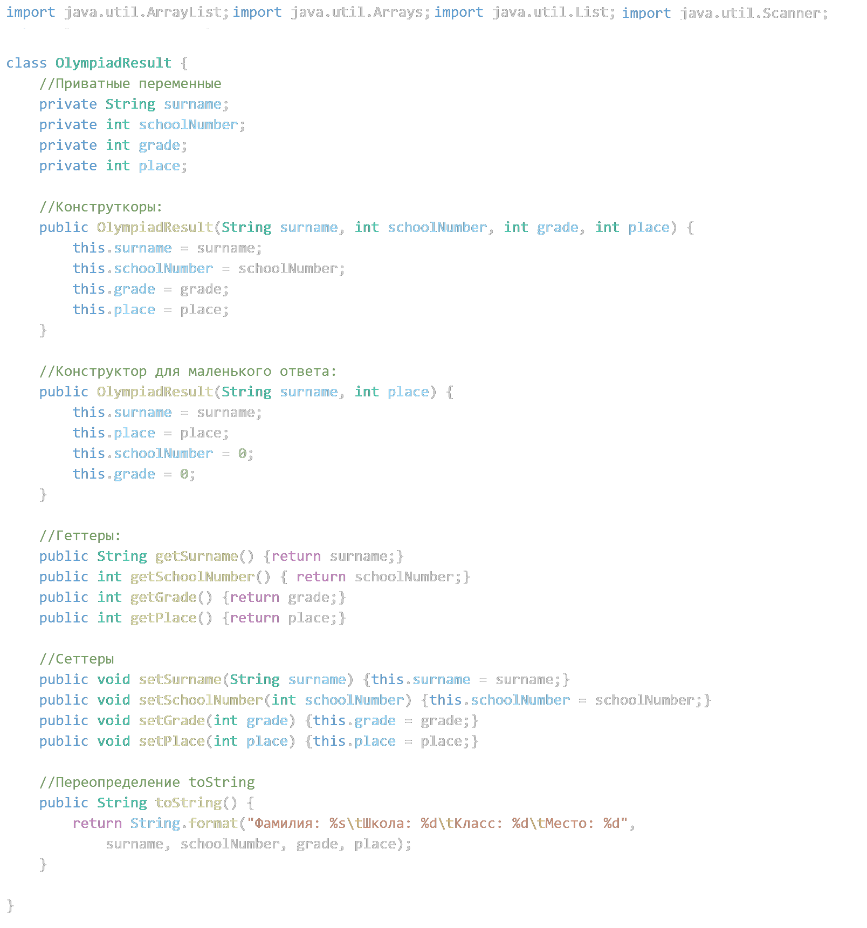 import java.util.ArrayList; import java.util.Arrays; import java.util.List; import java.util.Scanner;
class OlympiadResult {
//Приватные переменные
private String surname;
private int schoolNumber;
private int grade;
private int place;
//Конструткоры:
public OlympiadResult(String surname, int schoolNumber, int grade, int place) {
this.surname = surname;
this.schoolNumber = schoolNumber;
this.grade = grade;
this.place = place;
}
//Конструктор для маленького ответа:
public OlympiadResult(String surname, int place) {
this.surname = surname;
this.place = place;
this.schoolNumber = 0;
this.grade = 0;
}
//Геттеры:
public String getSurname() {return surname;}
public int getSchoolNumber() { return schoolNumber;}
public int getGrade() {return grade;}
public int getPlace() {return place;}
//Сеттеры
public void setSurname(String surname) {this.surname = surname;}
public void setSchoolNumber(int schoolNumber) {this.schoolNumber = schoolNumber;}
public void setGrade(int grade) {this.grade = grade;}
public void setPlace(int place) {this.place = place;}
//Переопределение toString
public String toString() {
return String.format("Фамилия: %s\tШкола: %d\tКласс: %d\tМесто: %d",
surname, schoolNumber, grade, place);
}
}